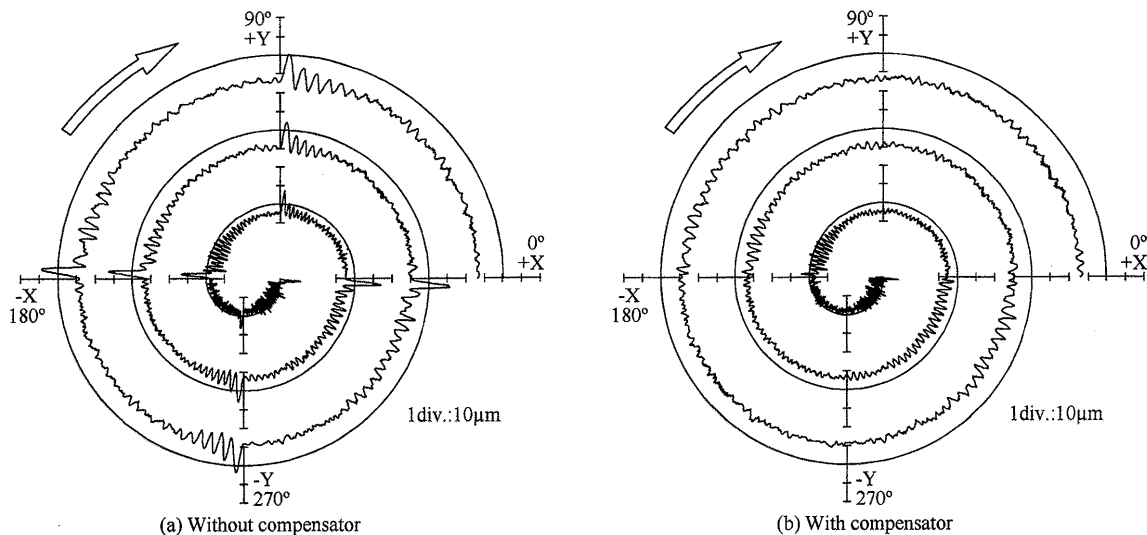 90°
+Y
0°
+X
-X
180°
1div.:10μm
-Y
270°
(a) Without compensator
90°
+Y
0°
+X
-X
180°
1div.:10μm
-Y
270°
(b) With compensator